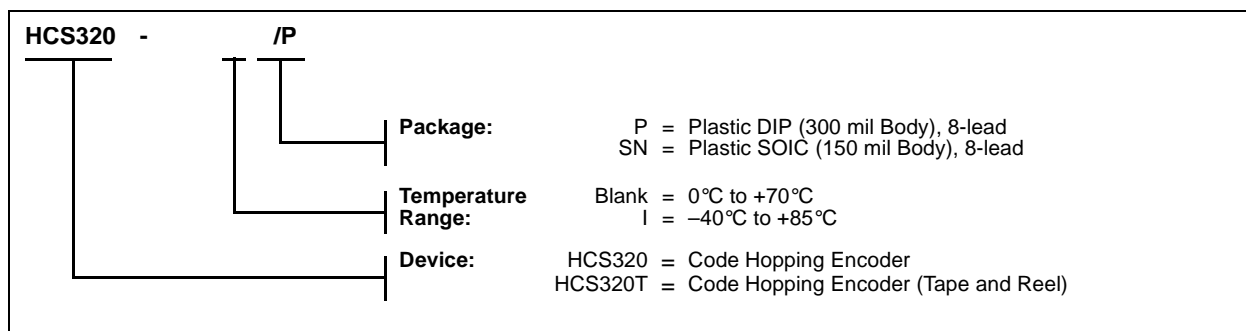 HCS320 - /P
Package: P = Plastic DIP (300 mil Body), 8-lead
SN = Plastic SOIC (150 mil Body), 8-lead
Temperature Blank = 0°C to +70°C
Range: I = –40°C to +85°C
Device: HCS320 = Code Hopping Encoder
HCS320T = Code Hopping Encoder (Tape and Reel)